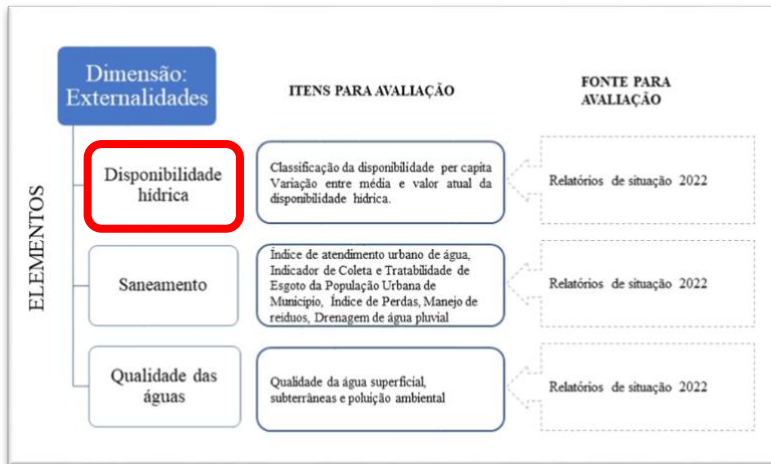 Dimensão:
Externalidades
ITENS PARA AVALIAÇÃO
FONTE PARA
AVALIAÇÃO
ELEMENTOS
Disponibilidade
hídrica
Classificação da disponibilidade per capita
Variação entre média e valor atual da
disponibilidade hídrica.
Relatórios de situação 2022
Saneamento
Índice de atendimento urbano de água,
Indicador de Coleta e Tratabilidade de
Esgoto da População Urbana de
Município, Índice de Perdas, Manejo de
reíduos, Drenagem de água pluvial
Relatórios de situação 2022
Qualidade das
águas
Qualidade da água superficial,
subterrâneas e poluição ambiental
Relatórios de situação 2022